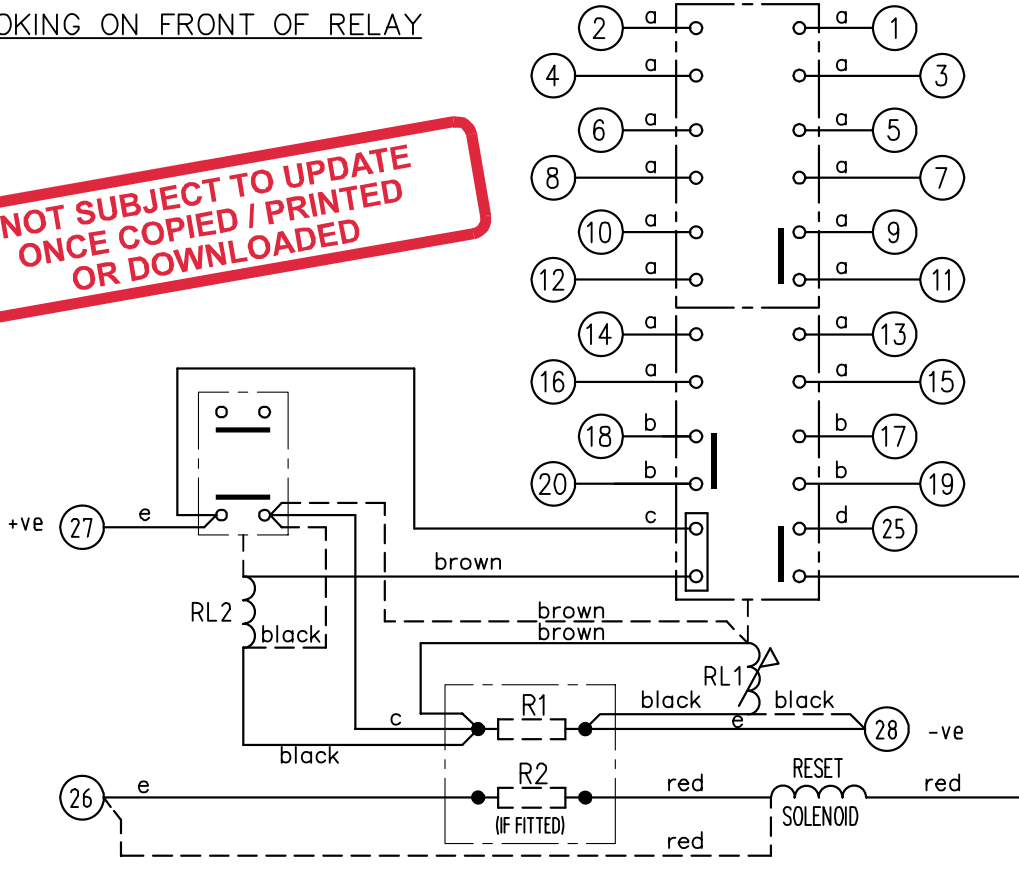 OKING ON FRONT OF RELAY
NOT SUBJECT TO UPDATE
ONCE COPIED / PRINTED
OR DOWNLOADED
2 a a 1
4 a a 3
6 a a 5
8 a a 7
10 a a 9
12 a a 11
14 a a 13
16 a a 15
18 b b 17
20 b b 19
+ve 27 e c d 25
brown
RL2 black brown
brown
RL1
black black
R1
c e 28 -ve
black
R2 RESET
26 e red red
(IF FITTED) SOLENOID
red